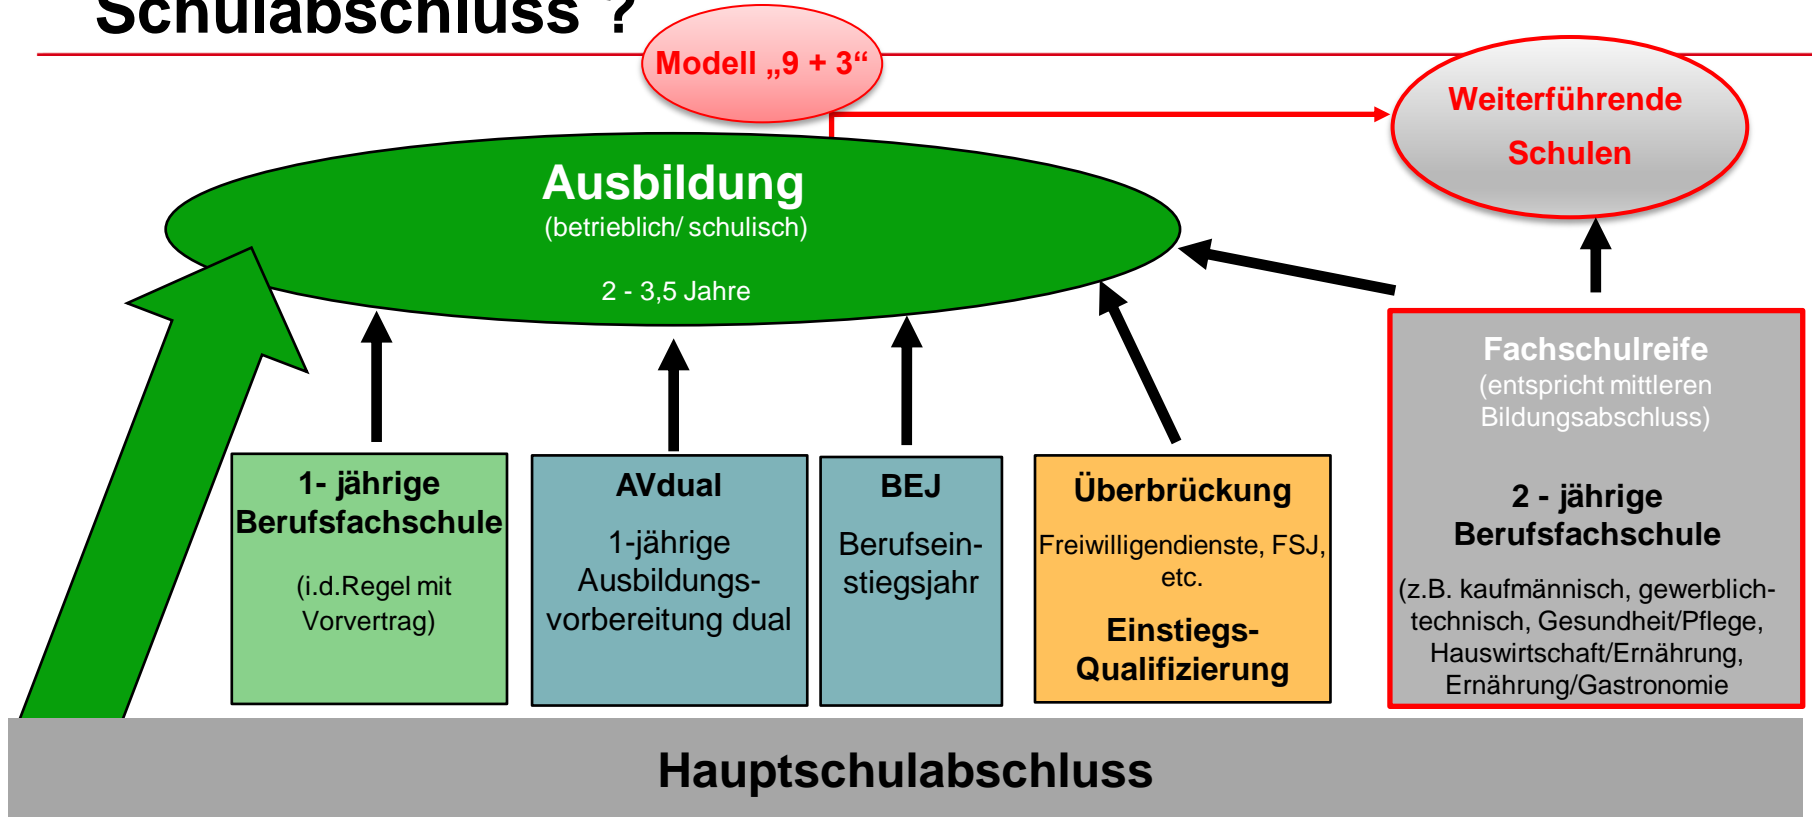 Schulabschluss ?
Modell „9 + 3“
Weiterführende
Schulen
Ausbildung
(betrieblich/ schulisch)
2 - 3,5 Jahre
1- jährige
Berufsfachschule
(i.d.Regel mit
Vorvertrag)
AVdual
1-jährige
Ausbildungs-
vorbereitung dual
BEJ
Berufsein-
stiegsjahr
Überbrückung
Freiwilligendienste, FSJ,
etc.
Einstiegs-
Qualifizierung
Fachschulreife
(entspricht mittleren
Bildungsabschluss)
2 - jährige
Berufsfachschule
(z.B. kaufmännisch, gewerblich-
technisch, Gesundheit/Pflege,
Hauswirtschaft/Ernährung,
Ernährung/Gastronomie
Hauptschulabschluss